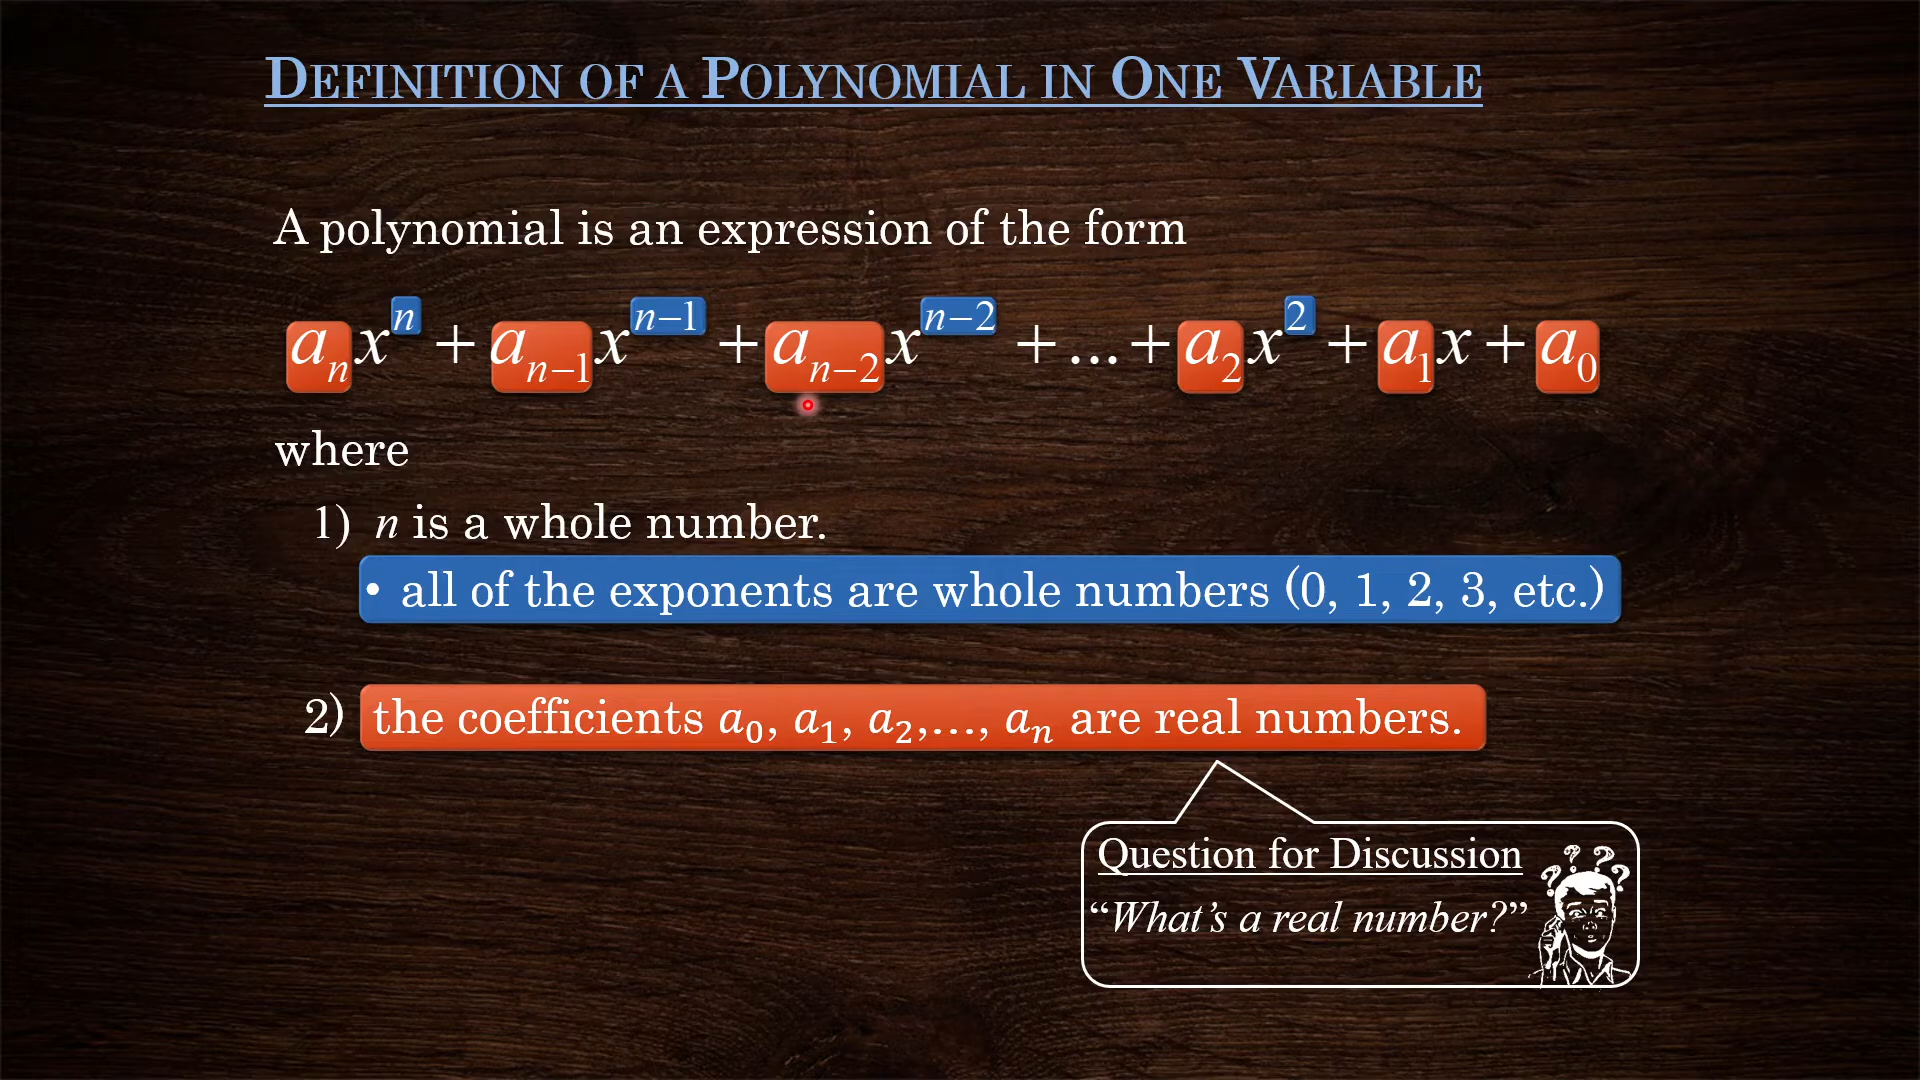 DEFINITION OF A POLYNOMIAL IN ONE VARIABLE
A polynomial is an expression of the form
aₙxⁿ + aₙ₋₁xⁿ⁻¹ + aₙ₋₂xⁿ⁻² + ... + a₂x² + a₁x + a₀
where
1) n is a whole number.
• all of the exponents are whole numbers (0, 1, 2, 3, etc.)
2) the coefficients a₀, a₁, a₂,…, aₙ are real numbers.
Question for Discussion
“What’s a real number?”
? ? ? ?